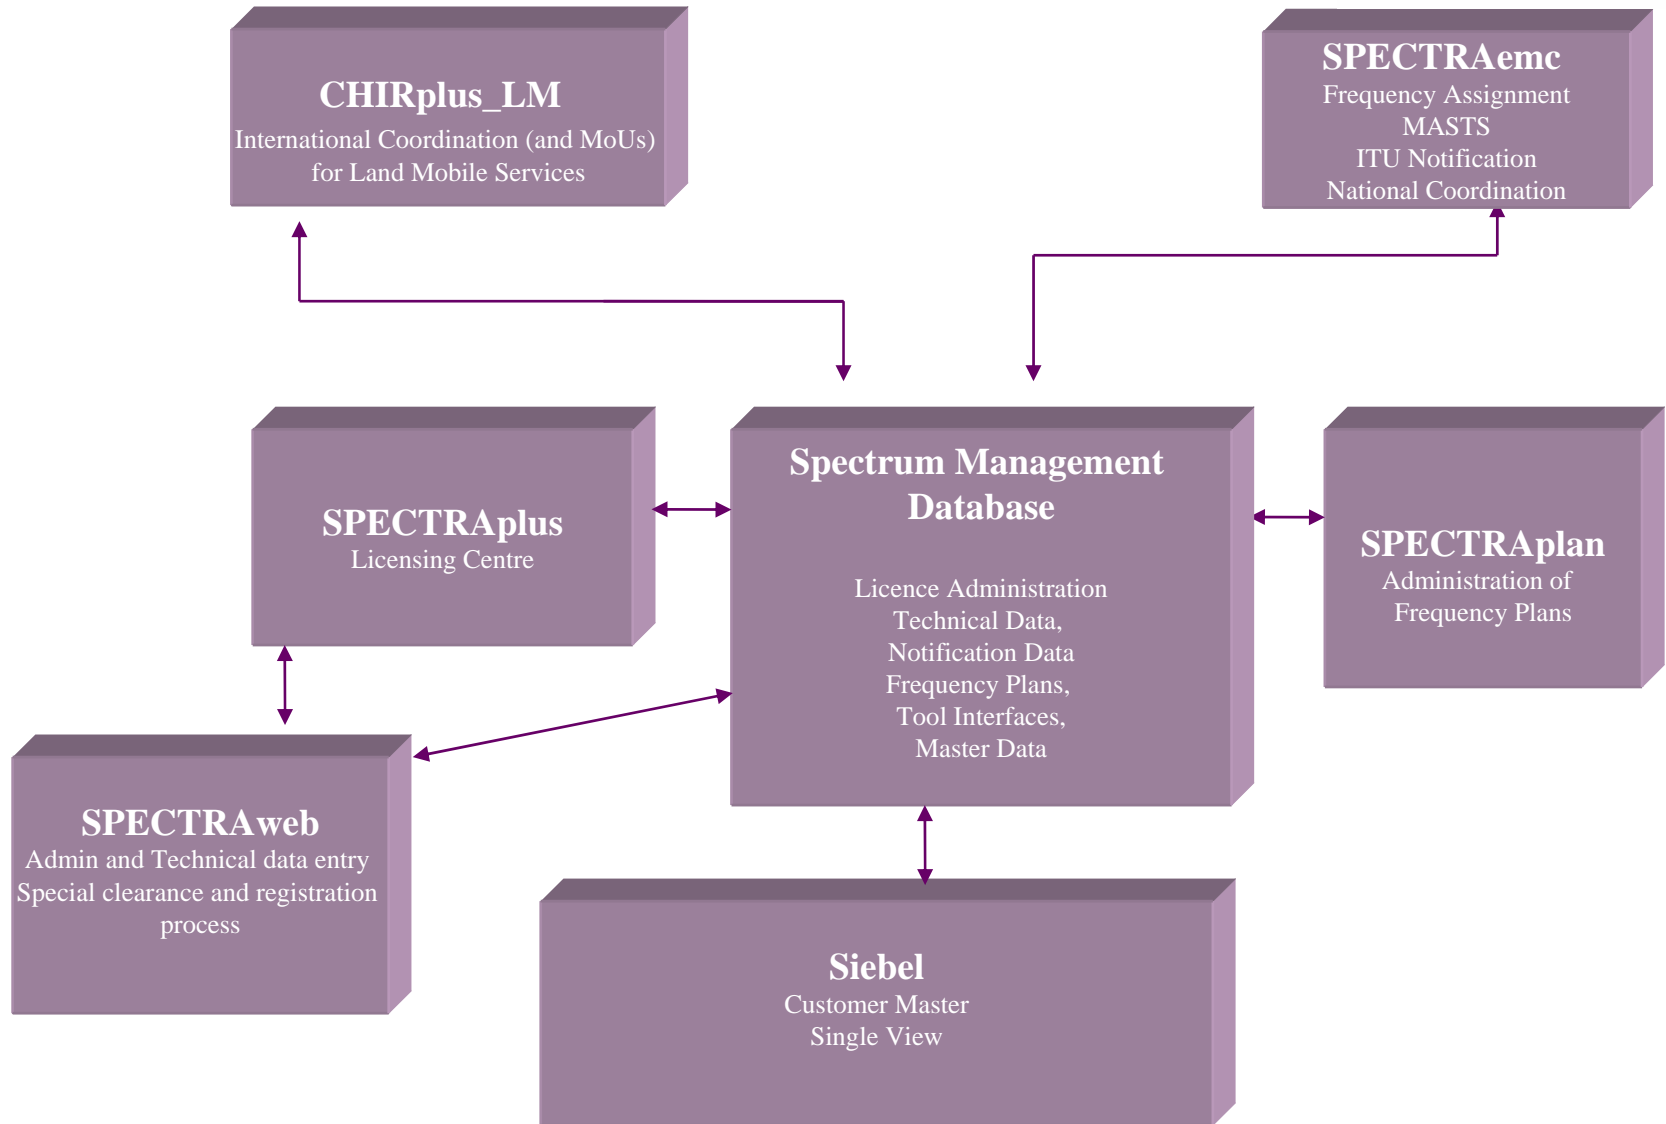 CHIRplus_LM
International Coordination (and MoUs)
for Land Mobile Services
SPECTRAemc
Frequency Assignment
MASTS
ITU Notification
National Coordination
SPECTRAplus
Licensing Centre
Spectrum Management
Database
Licence Administration
Technical Data,
Notification Data
Frequency Plans,
Tool Interfaces,
Master Data
SPECTRAplan
Administration of
Frequency Plans
SPECTRAweb
Admin and Technical data entry
Special clearance and registration
process
Siebel
Customer Master
Single View